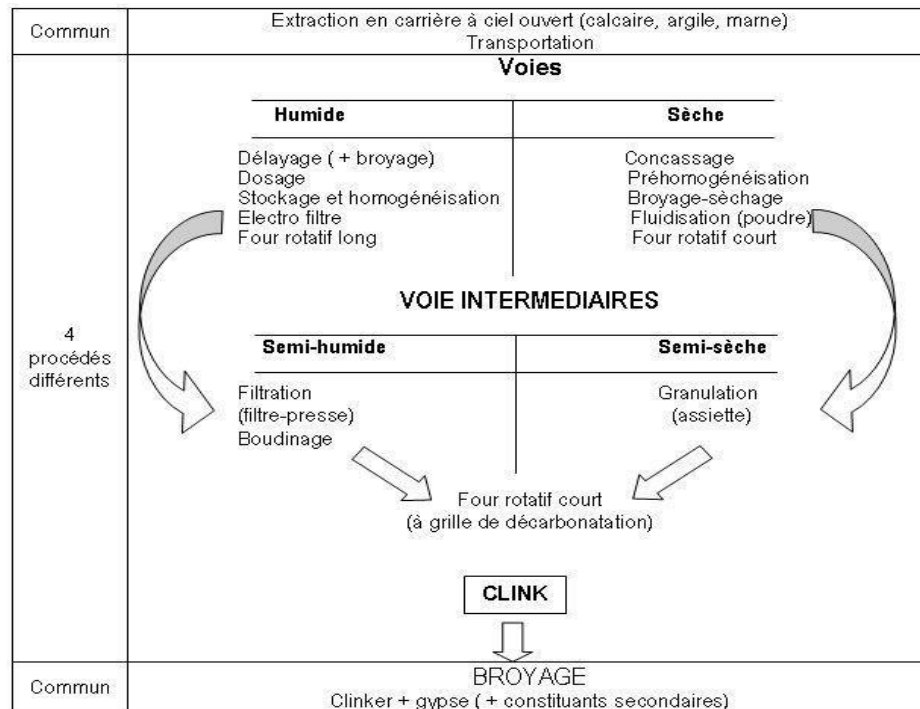 Commun
Extraction en carrière à ciel ouvert (calcaire, argile, marne)
Transportation
4
procédés
différents
Voies
Humide
Délayage ( + broyage)
Dosage
Stockage et homogénéisation
Electro filtre
Four rotatif long
Sèche
Concassage
Préhomogénéisation
Broyage-sèchage
Fluidisation (poudre)
Four rotatif court
VOIE INTERMEDIAIRES
Semi-humide
Filtration
(filtre-presse)
Boudinage
Semi-sèche
Granulation
(assiette)
Four rotatif court
(à grille de décarbonatation)
CLINK
Commun
BROYAGE
Clinker + gypse ( + constituants secondaires)